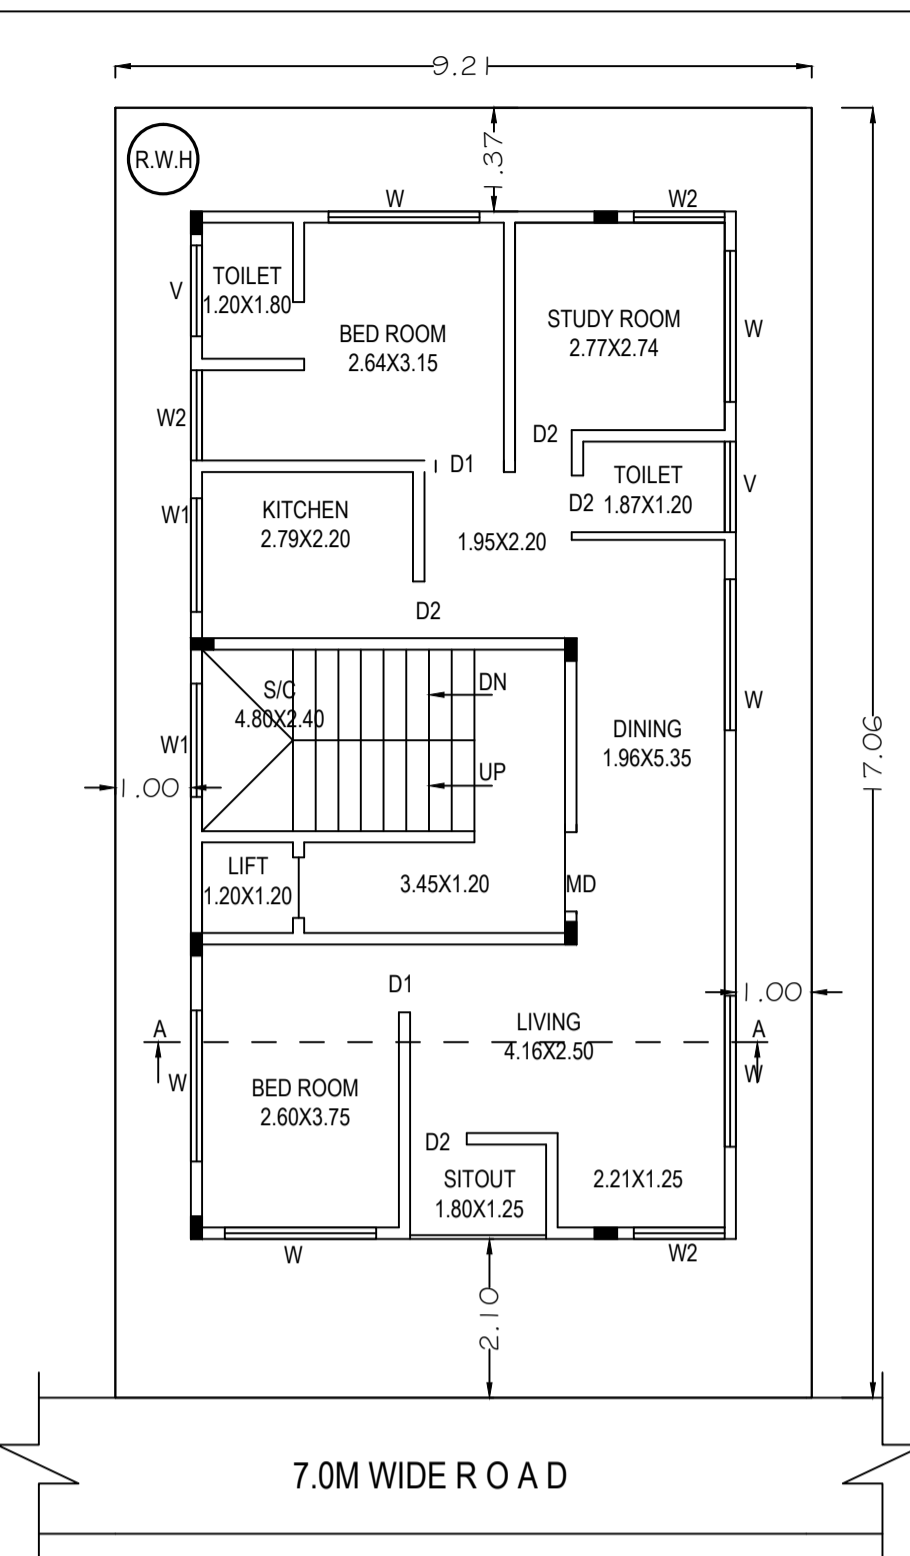 9.21
R.W.H
1.37
W
W2
TOILET
1.20X1.80
V
BED ROOM
2.64X3.15
STUDY ROOM
2.77X2.74
W
W2
D2
D1
TOILET
1.87X1.20
V
D2
W1
KITCHEN
2.79X2.20
1.95X2.20
D2
S/C
4.80X2.40
DN
W
W1
DINING
1.96X5.35
17.06
UP
1.00
LIFT
1.20X1.20
3.45X1.20
MD
D1
1.00
LIVING
4.16X2.50
A
A
W
W
BED ROOM
2.60X3.75
D2
SITOUT
1.80X1.25
2.21X1.25
W
W2
2.10
7.0M WIDE R O A D